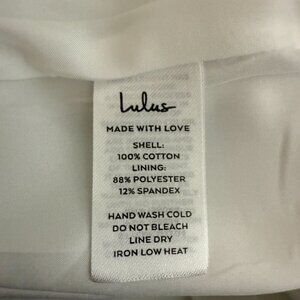 Lulus
MADE WITH LOVE
SHELL:
100% COTTON
LINING:
88% POLYESTER
12% SPANDEX
HAND WASH COLD
DO NOT BLEACH
LINE DRY
IRON LOW HEAT